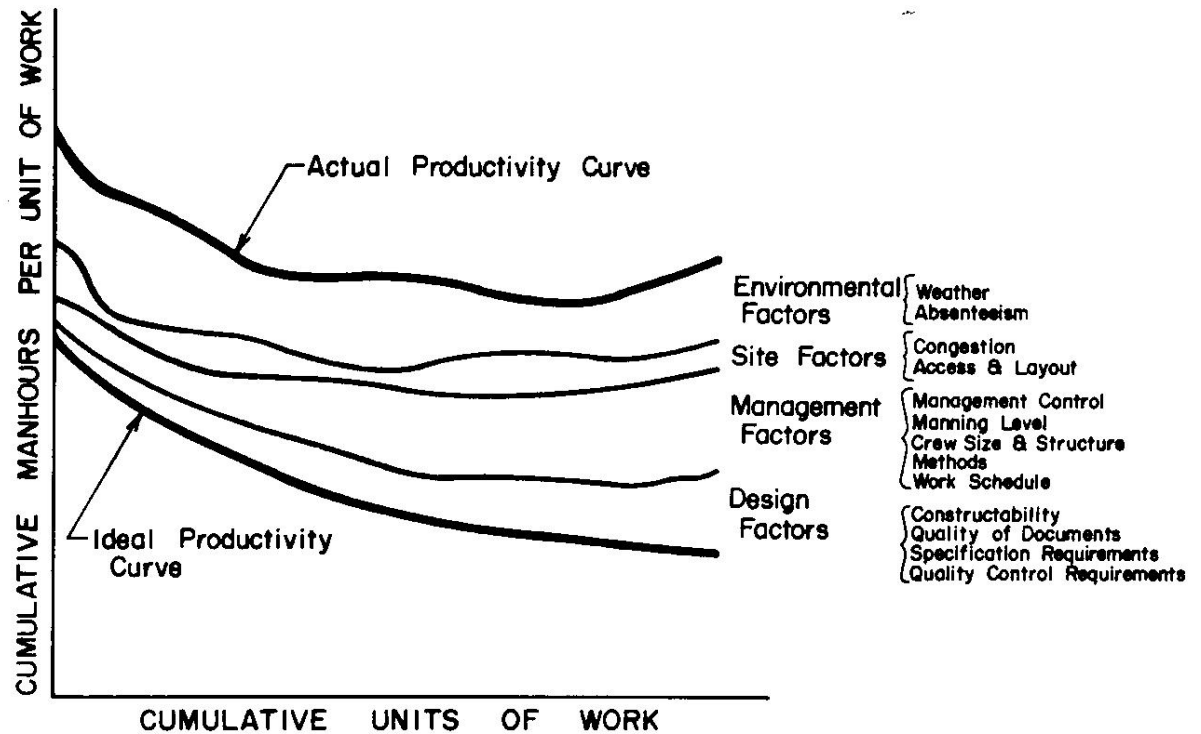 CUMULATIVE MANHOURS PER UNIT OF WORK
Actual Productivity Curve
Environmental
Factors
Weather
Absenteeism
Site Factors
Congestion
Access & Layout
Management
Factors
Management Control
Manning Level
Crew Size & Structure
Methods
Work Schedule
Design
Factors
Constructability
Quality of Documents
Specification Requirements
Quality Control Requirements
Ideal Productivity
Curve
CUMULATIVE UNITS OF WORK